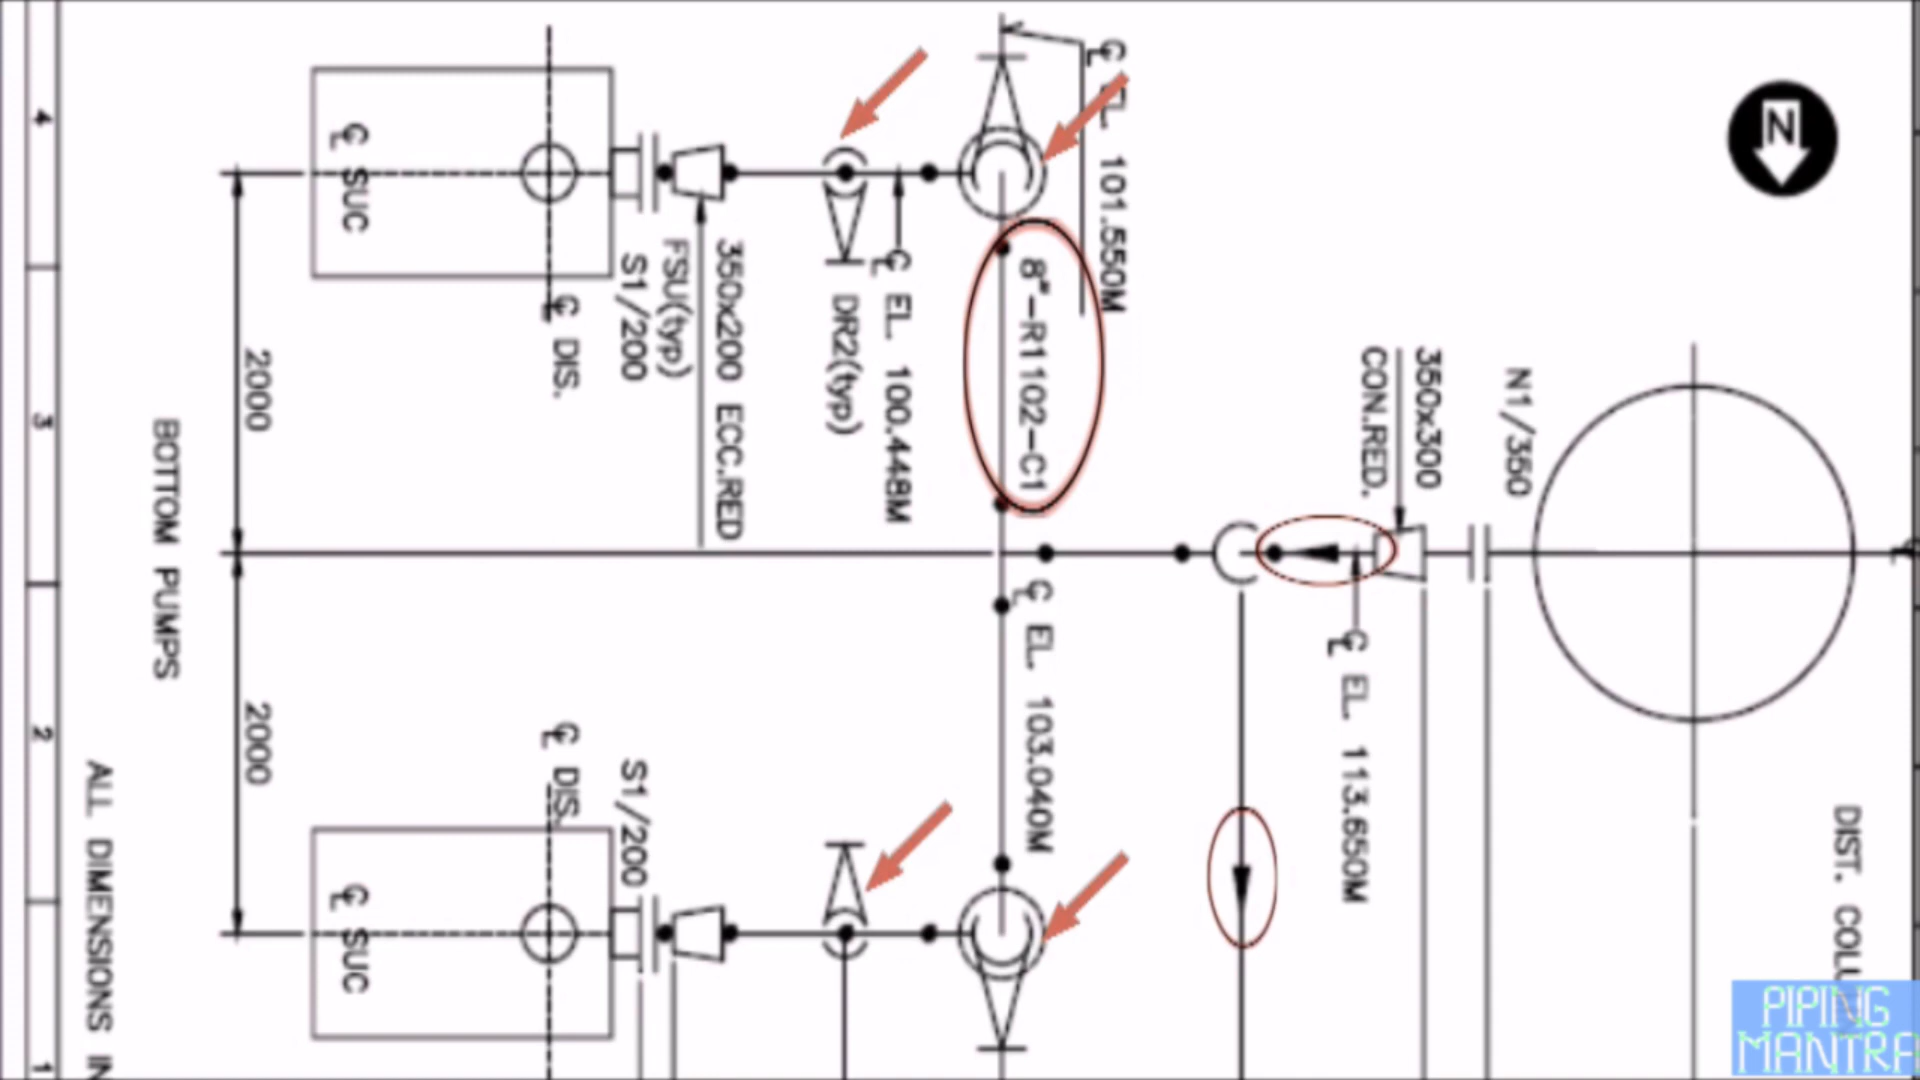 4
3
2
1
℄ SUC
℄ DIS.
S1/200
FSU(typ)
350x200 ECC.RED
DR2(typ)
℄ EL. 100.448M
8"-R1102-C1
℄ EL. 101.550M
N
350x300
CON.RED.
N1/350
2000
BOTTOM PUMPS
℄ EL. 103.040M
℄ EL. 113.650M
2000
℄ DIS.
S1/200
℄ SUC
ALL DIMENSIONS IN
DIST.
PIPING
MANTRA